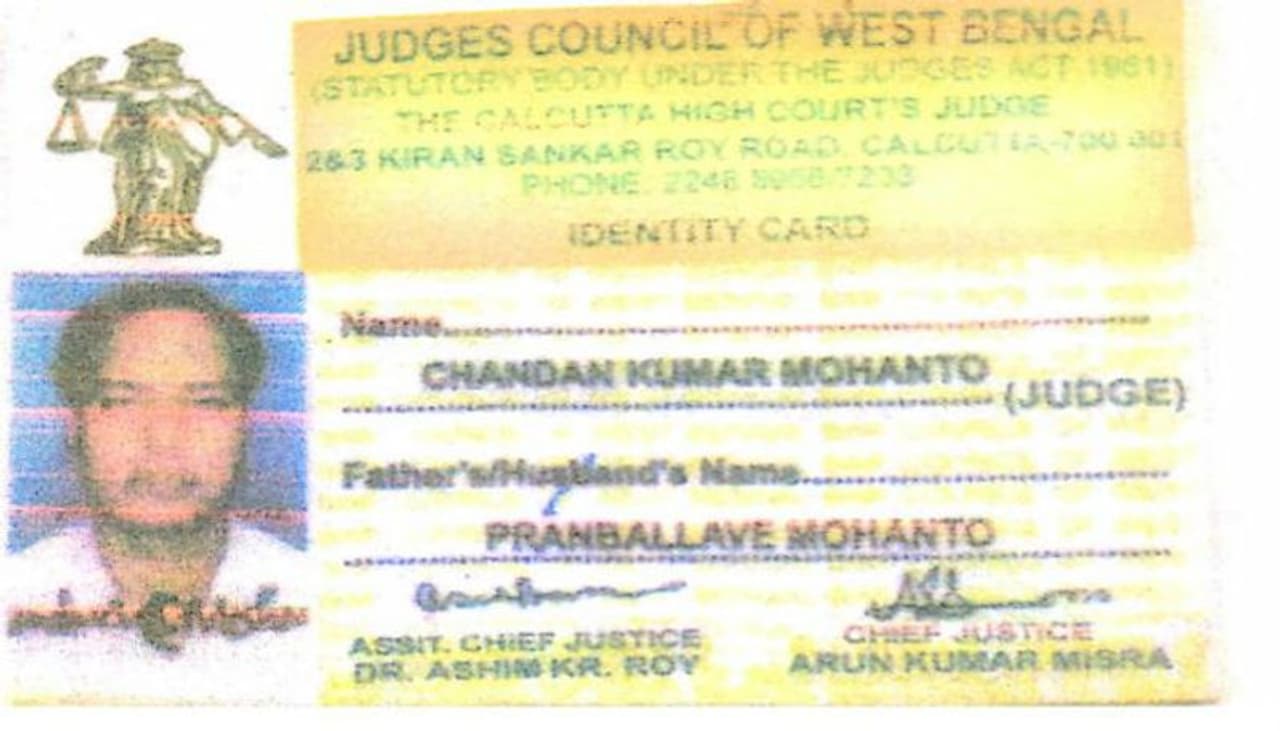 JUDGES COUNCIL OF WEST BENGAL
(STATUTORY BODY UNDER THE JUDGES ACT 1961)
THE CALCUTTA HIGH COURT'S JUDGE
2&3 KIRAN SANKAR ROY ROAD, CALCUTTA-700 001
PHONE. 2248
IDENTITY CARD
Name
CHANDAN KUMAR MOHANTO
(JUDGE)
Father's/Husband's Name
PRANBALLAVE MOHANTO
ASSIT. CHIEF JUSTICE
DR. ASHIM KR. ROY
CHIEF JUSTICE
ARUN KUMAR MISRA